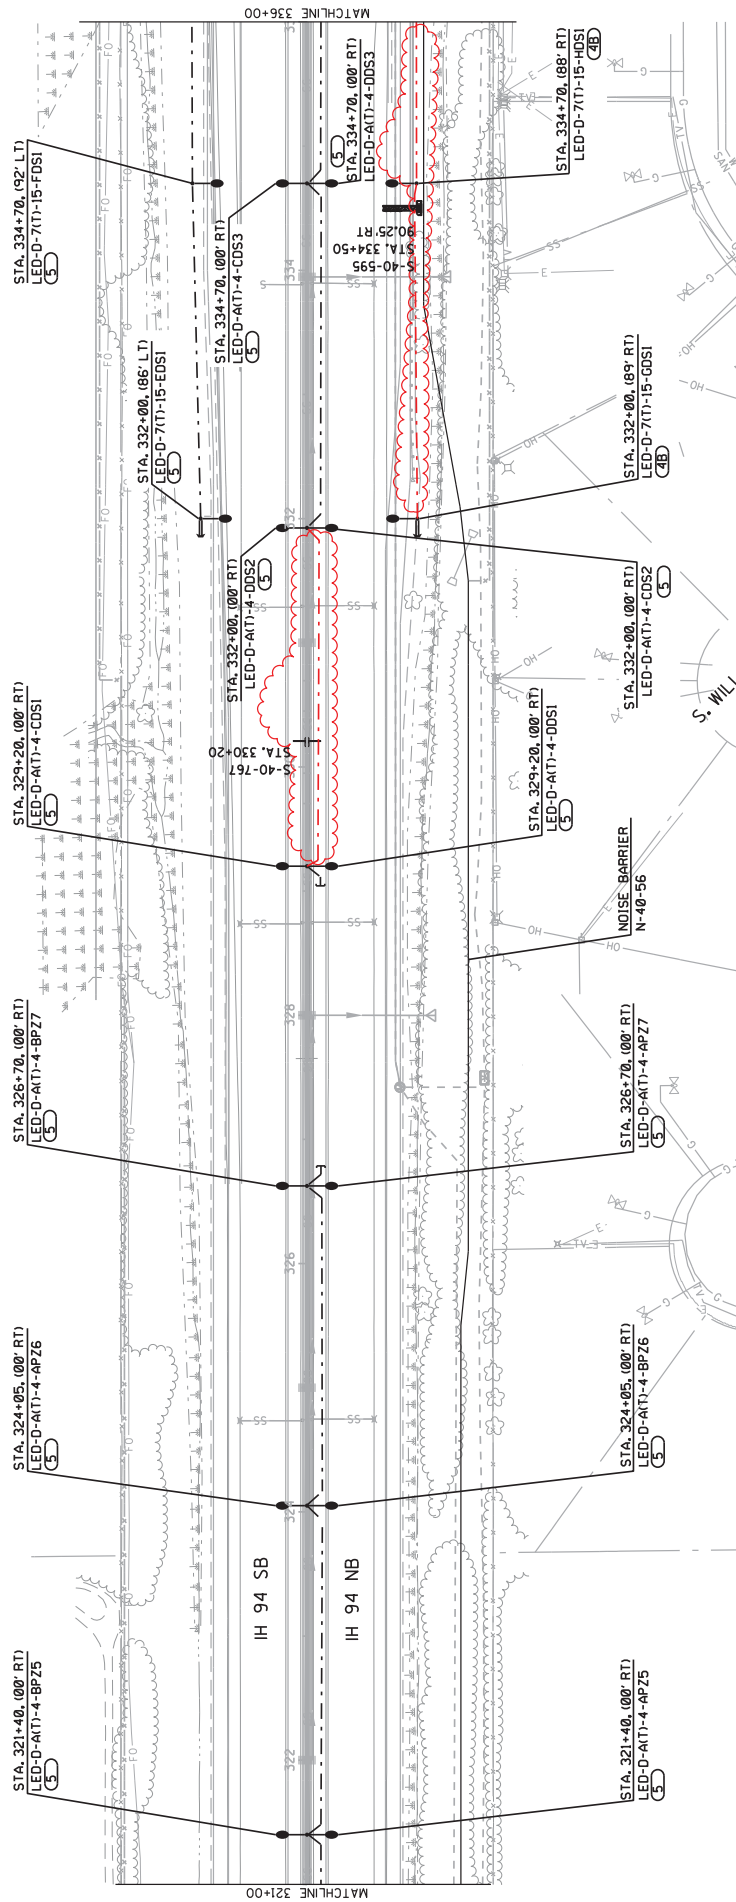 MATCHLINE 336+00
STA. 334+70, (92' LT)
LED-D-7(T)-15-FDS1
5
STA. 334+70, (00' RT)
LED-D-A(T)-4-CDS3
5
STA. 334+70, (00' RT)
LED-D-A(T)-4-DDS3
5
STA. 334+70, (88' RT)
LED-D-7(T)-15-HDS1
4B
S-40-595
STA. 334+50
90.25'RT
334
STA. 332+00, (86' LT)
LED-D-7(T)-15-EDS1
5
STA. 332+00, (89' RT)
LED-D-7(T)-15-GDS1
4B
332
STA. 332+00, (00' RT)
LED-D-A(T)-4-DDS2
5
STA. 332+00, (00' RT)
LED-D-A(T)-4-CDS2
5
S-40-767
STA. 330+20
STA. 329+20, (00' RT)
LED-D-A(T)-4-CDS1
5
STA. 329+20, (00' RT)
LED-D-A(T)-4-DDS1
5
S. WILL
NOISE BARRIER
N-40-56
328
STA. 326+70, (00' RT)
LED-D-A(T)-4-BPZ7
5
STA. 326+70, (00' RT)
LED-D-A(T)-4-APZ7
5
326
STA. 324+05, (00' RT)
LED-D-A(T)-4-APZ6
5
STA. 324+05, (00' RT)
LED-D-A(T)-4-BPZ6
5
324
IH 94 SB
IH 94 NB
322
STA. 321+40, (00' RT)
LED-D-A(T)-4-BPZ5
5
STA. 321+40, (00' RT)
LED-D-A(T)-4-APZ5
5
MATCHLINE 321+00